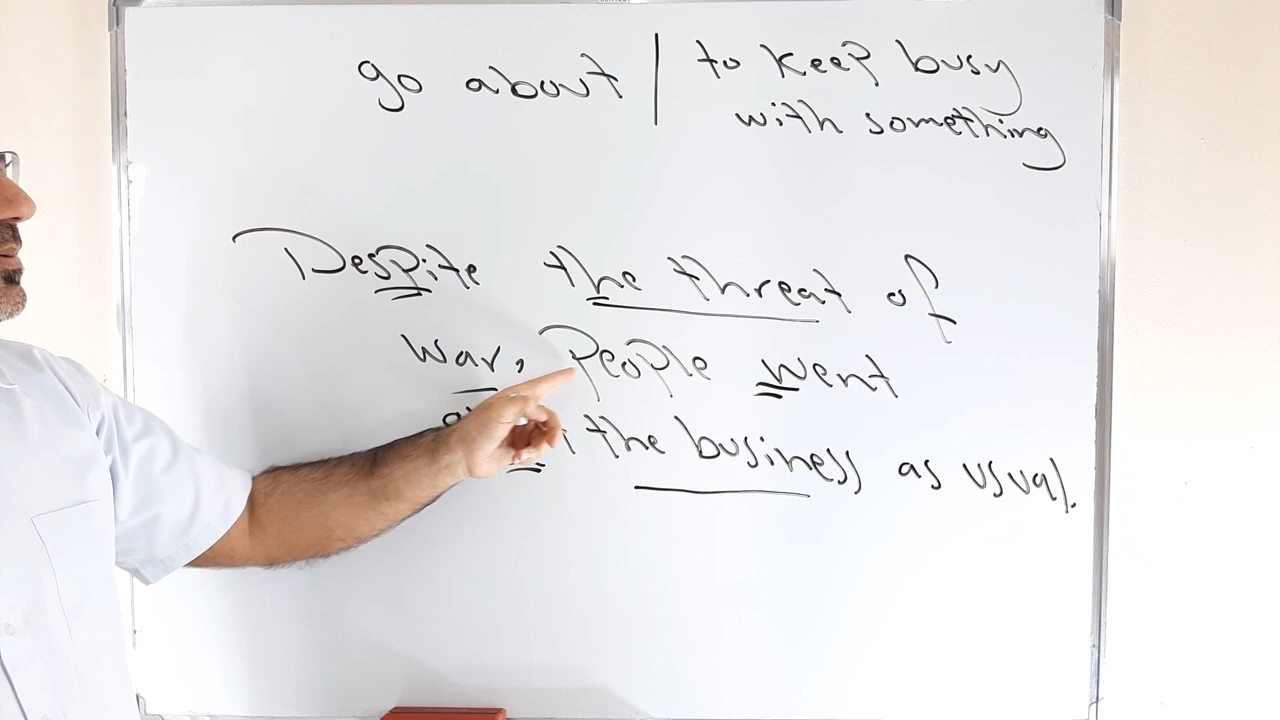 go about | to keep busy
with something
Despite the threat of
war, People went
the business as usual.